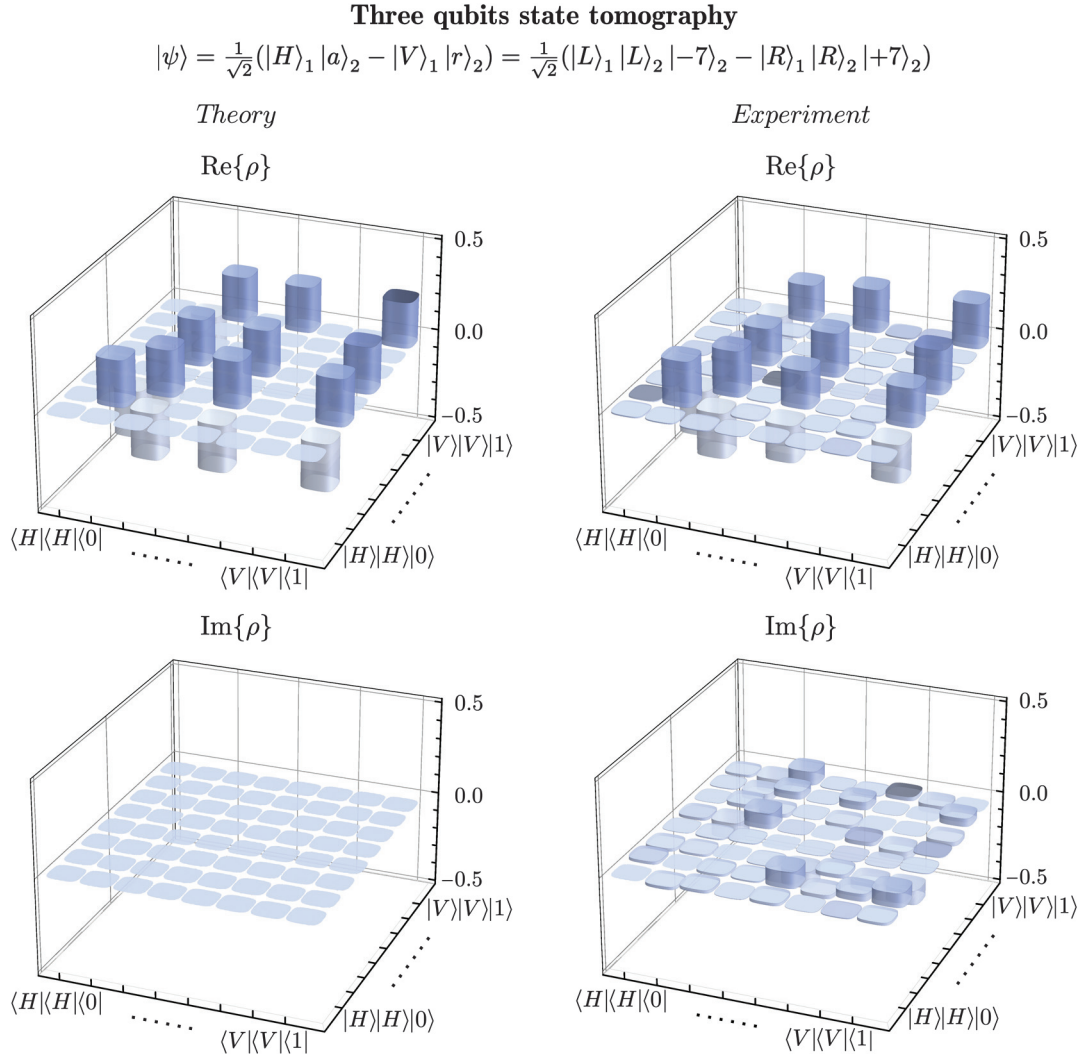 Three qubits state tomography
|ψ⟩ = 1/√2(|H⟩₁|a⟩₂ − |V⟩₁|r⟩₂) = 1/√2(|L⟩₁|L⟩₂|−7⟩₂ − |R⟩₁|R⟩₂|+7⟩₂)
Theory
Experiment
Re{ρ}
Re{ρ}
0.5
0.0
−0.5
|V⟩|V⟩|1⟩
......
|H⟩|H⟩|0⟩
⟨H|⟨H|⟨0|
......
⟨V|⟨V|⟨1|
0.5
0.0
−0.5
|V⟩|V⟩|1⟩
......
|H⟩|H⟩|0⟩
⟨H|⟨H|⟨0|
......
⟨V|⟨V|⟨1|
Im{ρ}
Im{ρ}
0.5
0.0
−0.5
|V⟩|V⟩|1⟩
......
|H⟩|H⟩|0⟩
⟨H|⟨H|⟨0|
......
⟨V|⟨V|⟨1|
0.5
0.0
−0.5
|V⟩|V⟩|1⟩
......
|H⟩|H⟩|0⟩
⟨H|⟨H|⟨0|
......
⟨V|⟨V|⟨1|